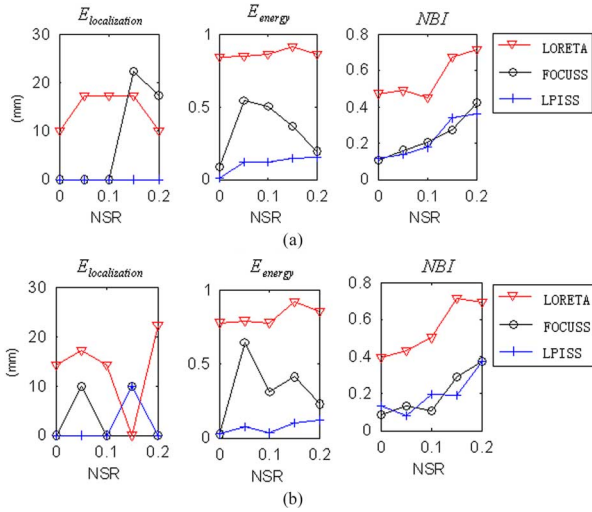 E localization
E energy
NBI
30
20
10
0
(mm)
0 0.1 0.2
NSR
1
0.5
0
0 0.1 0.2
NSR
0.8
0.6
0.4
0.2
0
0 0.1 0.2
NSR
LORETA
FOCUSS
LPISS
(a)
E localization
E energy
NBI
30
20
10
0
(mm)
0 0.1 0.2
NSR
1
0.5
0
0 0.1 0.2
NSR
0.8
0.6
0.4
0.2
0
0 0.1 0.2
NSR
LORETA
FOCUSS
LPISS
(b)